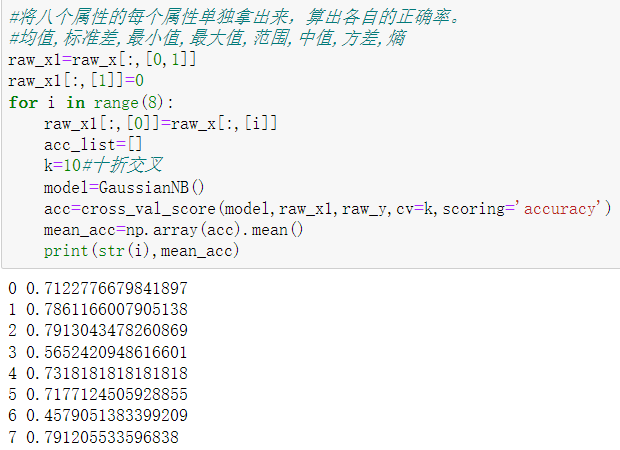 #将八个属性的每个属性单独拿出来，算出各自的正确率。
#均值,标准差,最小值,最大值,范围,中值,方差,熵
raw_x1=raw_x[:,[0,1]]
raw_x1[:,[1]]=0
for i in range(8):
    raw_x1[:,[0]]=raw_x[:,[i]]
    acc_list=[]
    k=10#十折交叉
    model=GaussianNB()
    acc=cross_val_score(model,raw_x1,raw_y,cv=k,scoring='accuracy')
    mean_acc=np.array(acc).mean()
    print(str(i),mean_acc)
0 0.7122776679841897
1 0.7861166007905138
2 0.7913043478260869
3 0.5652420948616601
4 0.7318181818181818
5 0.7177124505928855
6 0.4579051383399209
7 0.791205533596838